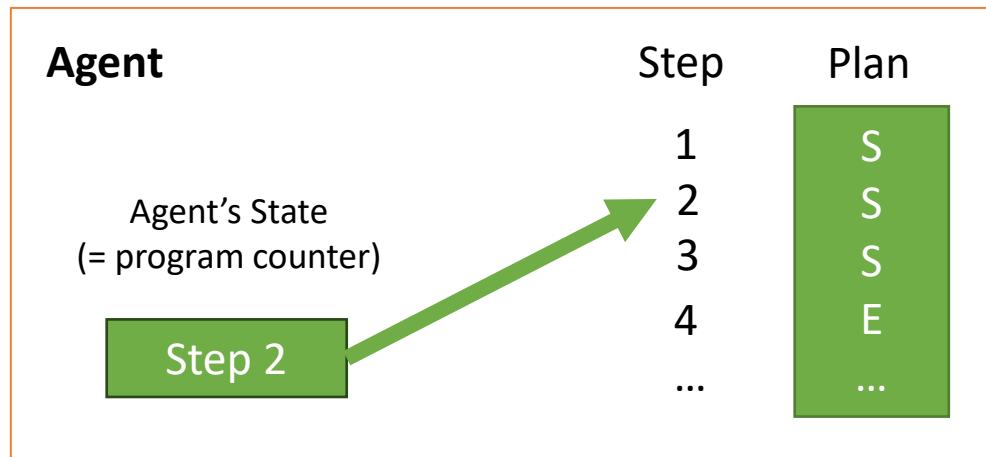 Agent
Step Plan
1 S
2 S
3 S
4 E
... ...
Agent’s State
(= program counter)
Step 2